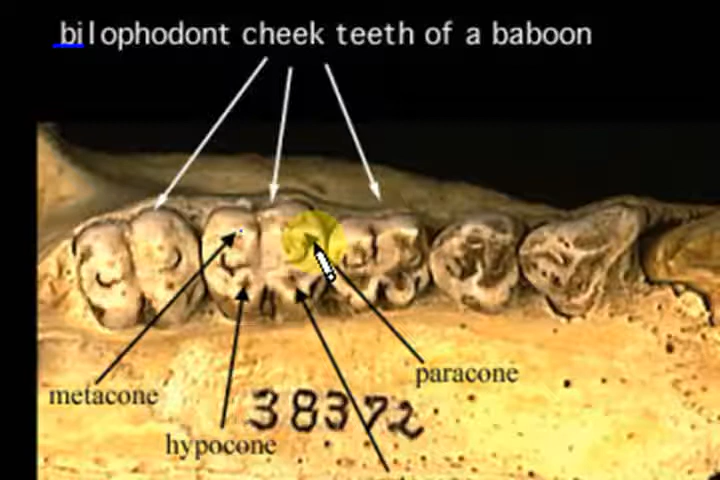 bilophodont cheek teeth of a baboon
paracone
metacone
38372
hypocone